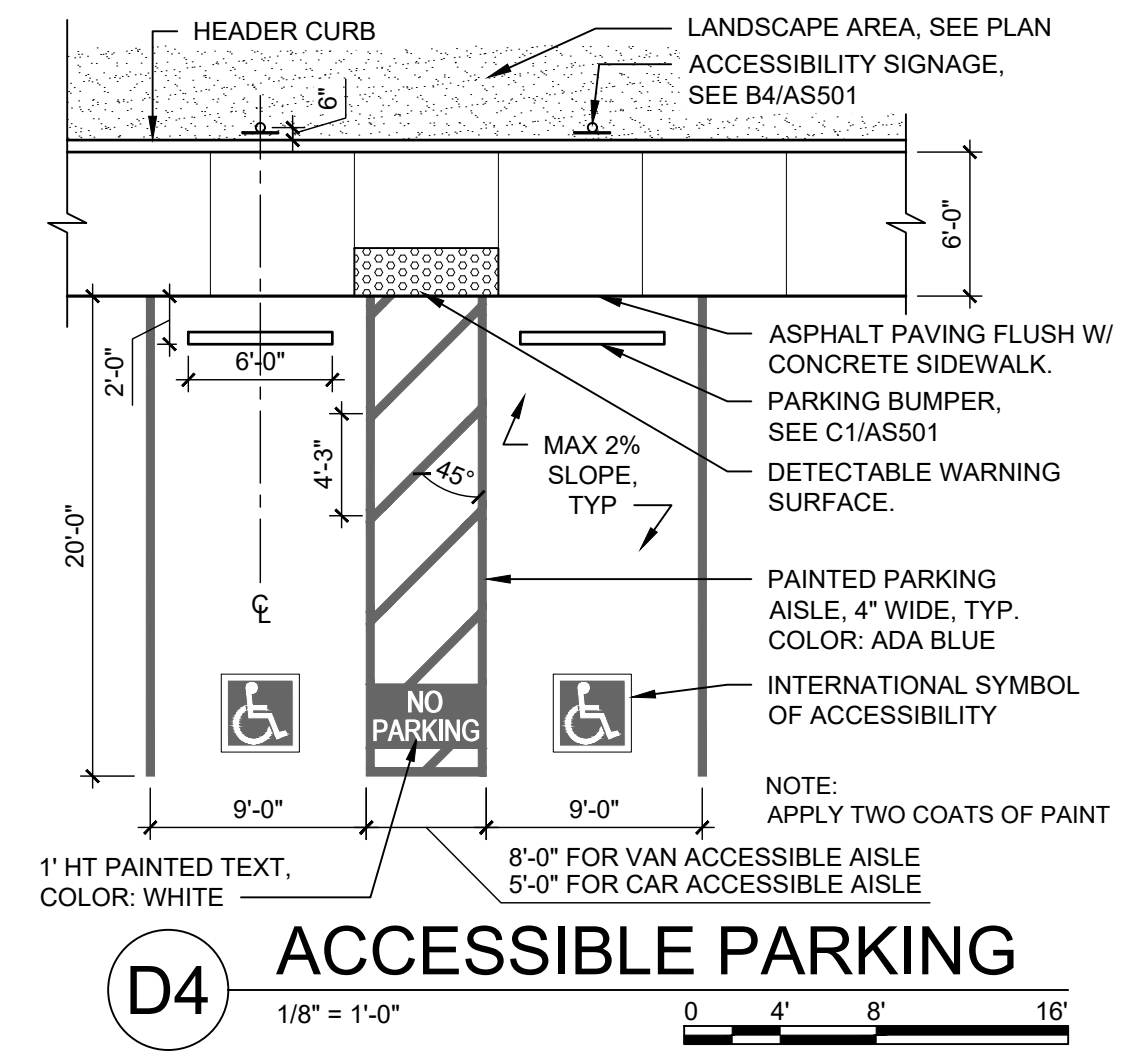 HEADER CURB
LANDSCAPE AREA, SEE PLAN
ACCESSIBILITY SIGNAGE,
SEE B4/AS501
6"
6'-0"
2'-0"
6'-0"
ASPHALT PAVING FLUSH W/
CONCRETE SIDEWALK.
PARKING BUMPER,
SEE C1/AS501
4'-3"
45°
MAX 2%
SLOPE,
TYP
DETECTABLE WARNING
SURFACE.
20'-0"
℄
PAINTED PARKING
AISLE, 4" WIDE, TYP.
COLOR: ADA BLUE
INTERNATIONAL SYMBOL
OF ACCESSIBILITY
NO
PARKING
NOTE:
APPLY TWO COATS OF PAINT
9'-0"
9'-0"
1' HT PAINTED TEXT,
COLOR: WHITE
8'-0" FOR VAN ACCESSIBLE AISLE
5'-0" FOR CAR ACCESSIBLE AISLE
D4
ACCESSIBLE PARKING
1/8" = 1'-0"
0 4' 8' 16'